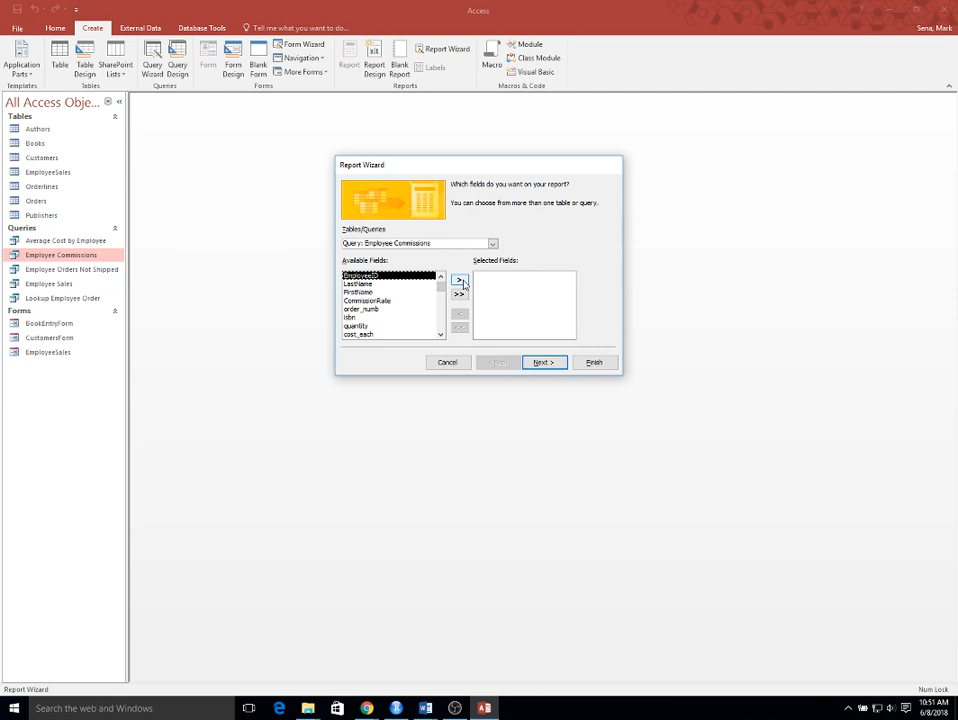 Access
File
Home
Create
External Data
Database Tools
Tell me what you want to do...
Sena, Mark
Application Parts
Table
Table Design
SharePoint Lists
Query Wizard
Query Design
Form
Form Design
Blank Form
Form Wizard
Navigation
More Forms
Report
Report Design
Blank Report
Report Wizard
Labels
Macro
Module
Class Module
Visual Basic
Templates
Tables
Queries
Forms
Reports
Macros & Code
All Access Obje...
Tables
Authors
Books
Customers
EmployeeSales
Orderlines
Orders
Publishers
Queries
Average Cost by Employee
Employee Commissions
Employee Orders Not Shipped
Employee Sales
Lookup Employee Order
Forms
BookEntryForm
CustomersForm
EmployeeSales
Report Wizard
Which fields do you want on your report?
You can choose from more than one table or query.
Tables/Queries
Query: Employee Commissions
Available Fields:
Selected Fields:
EmployeeID
LastName
FirstName
CommissionRate
order_numb
isbn
quantity
cost_each
>
>>
<
<<
Cancel
< Back
Next >
Finish
Report Wizard
Num Lock
Search the web and Windows
10:51 AM
6/8/2018